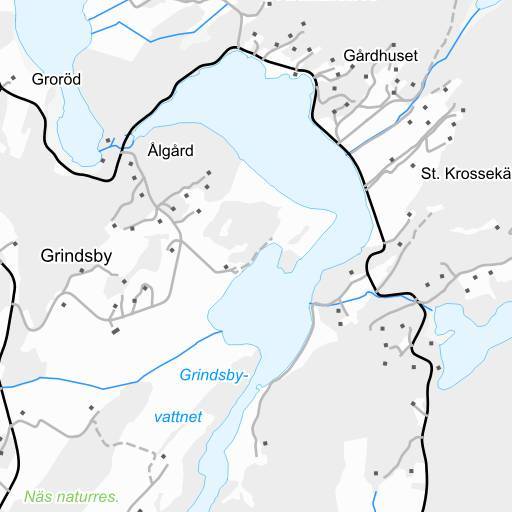 Gårdhuset
Groröd
Ålgård
St. Krossekä
Grindsby
Grindsby-
vattnet
Näs naturres.